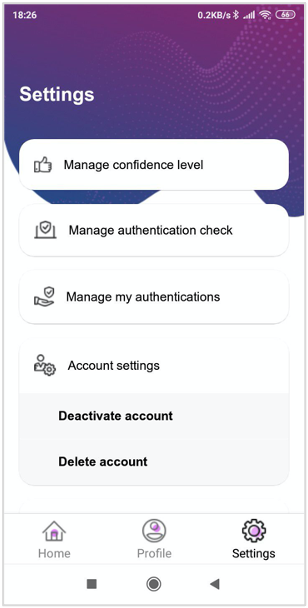 18:26 0.2KB/s 66
Settings
Manage confidence level
Manage authentication check
Manage my authentications
Account settings
Deactivate account
Delete account
Home Profile Settings